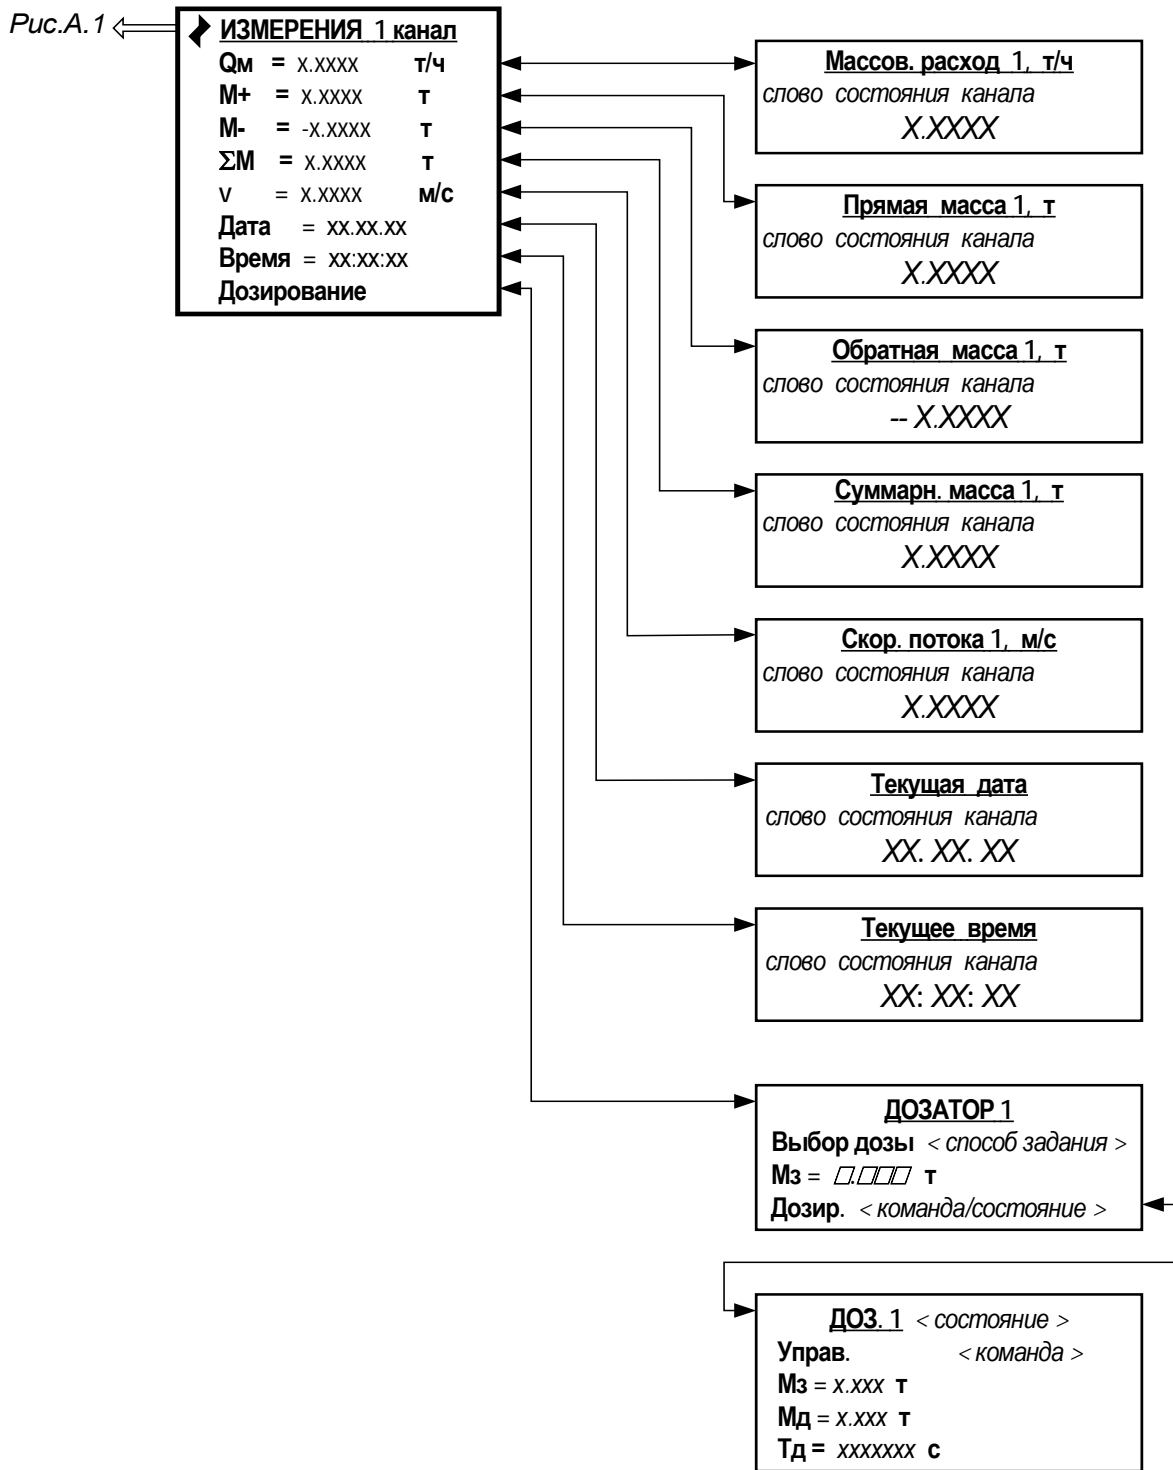 Рис.А.1
ИЗМЕРЕНИЯ 1 канал
Qм = x.xxxx т/ч
М+ = x.xxxx т
М- = -x.xxxx т
ΣМ = x.xxxx т
v = x.xxxx м/с
Дата = xx.xx.xx
Время = xx:xx:xx
Дозирование
Массов. расход 1, т/ч
слово состояния канала
X.XXXX
Прямая масса 1, т
слово состояния канала
X.XXXX
Обратная масса 1, т
слово состояния канала
-- X.XXXX
Суммарн. масса 1, т
слово состояния канала
X.XXXX
Скор. потока 1, м/с
слово состояния канала
X.XXXX
Текущая дата
слово состояния канала
XX. XX. XX
Текущее время
слово состояния канала
XX: XX: XX
ДОЗАТОР 1
Выбор дозы < способ задания >
Мз = □.□□□ т
Дозир. < команда/состояние >
ДОЗ. 1 < состояние >
Управ. < команда >
Мз = x.xxx т
Мд = x.xxx т
Тд = xxxxxxx с